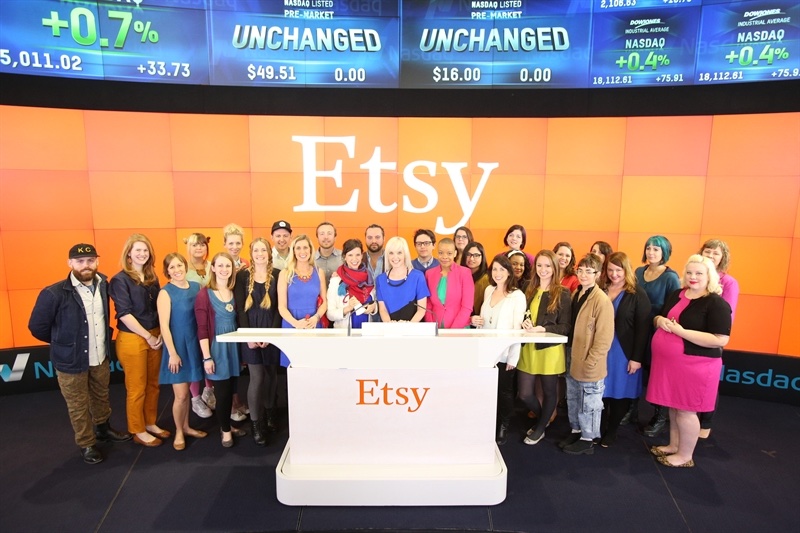 +0.7%
5,011.02 +33.73
NASDAQ LISTED
PRE-MARKET
UNCHANGED
$49.51 0.00
NASDAQ LISTED
PRE-MARKET
UNCHANGED
$16.00 0.00
2,108.63
DOWJONES
INDUSTRIAL AVERAGE
NASDAQ
+0.4%
18,112.61 +75.91
DOWJONES
INDUSTRIAL AVERAGE
NASDAQ
+0.4%
18,112.61 +75.91
Etsy
KC
Nasdaq
Etsy